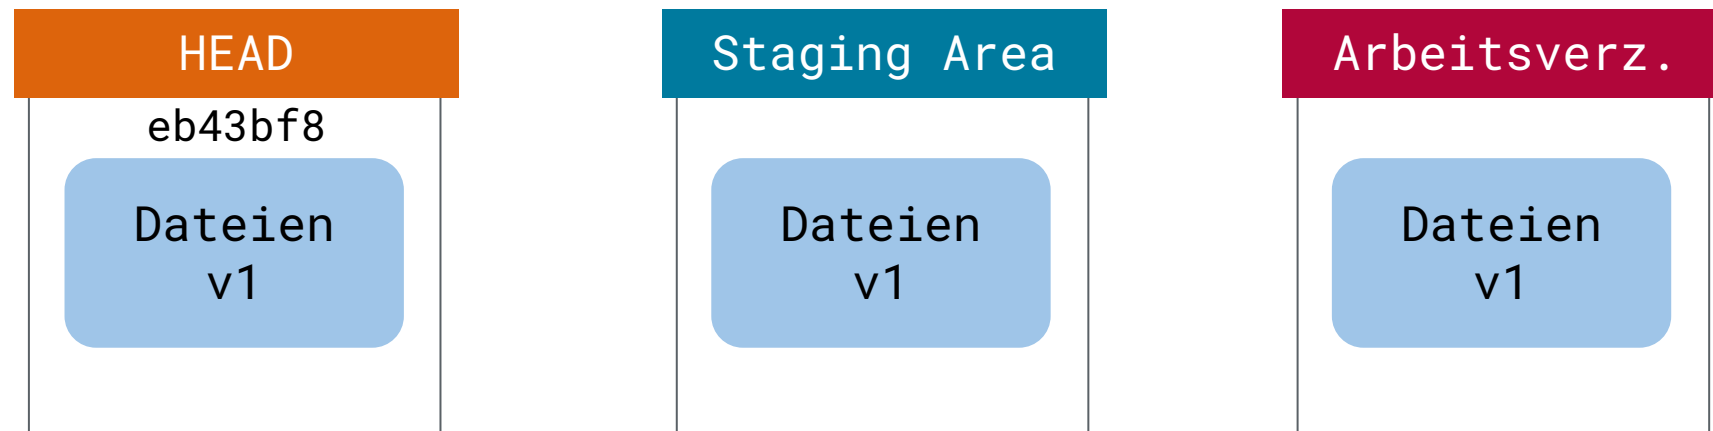 HEAD
Staging Area
Arbeitsverz.
eb43bf8
Dateien
v1
Dateien
v1
Dateien
v1